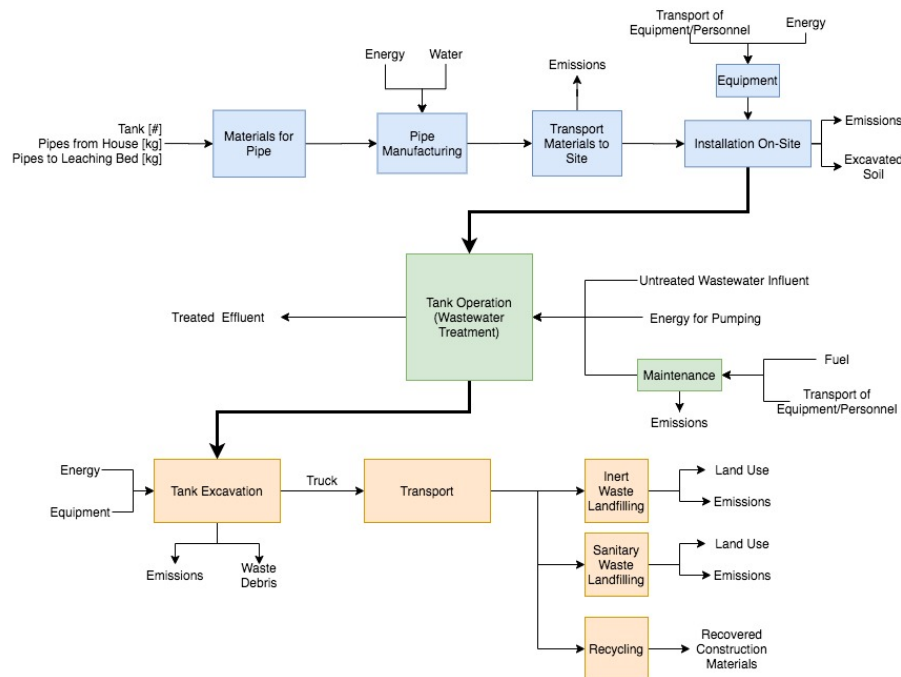 Transport of
Equipment/Personnel
Energy
Energy
Water
Emissions
Equipment
Tank [#]
Pipes from House [kg]
Pipes to Leaching Bed [kg]
Materials for
Pipe
Pipe
Manufacturing
Transport
Materials to
Site
Installation On-Site
Emissions
Excavated
Soil
Treated Effluent
Tank Operation
(Wastewater
Treatment)
Untreated Wastewater Influent
Energy for Pumping
Maintenance
Fuel
Transport of
Equipment/Personnel
Emissions
Energy
Equipment
Tank Excavation
Truck
Transport
Emissions
Waste
Debris
Inert
Waste
Landfilling
Land Use
Emissions
Sanitary
Waste
Landfilling
Land Use
Emissions
Recycling
Recovered
Construction
Materials